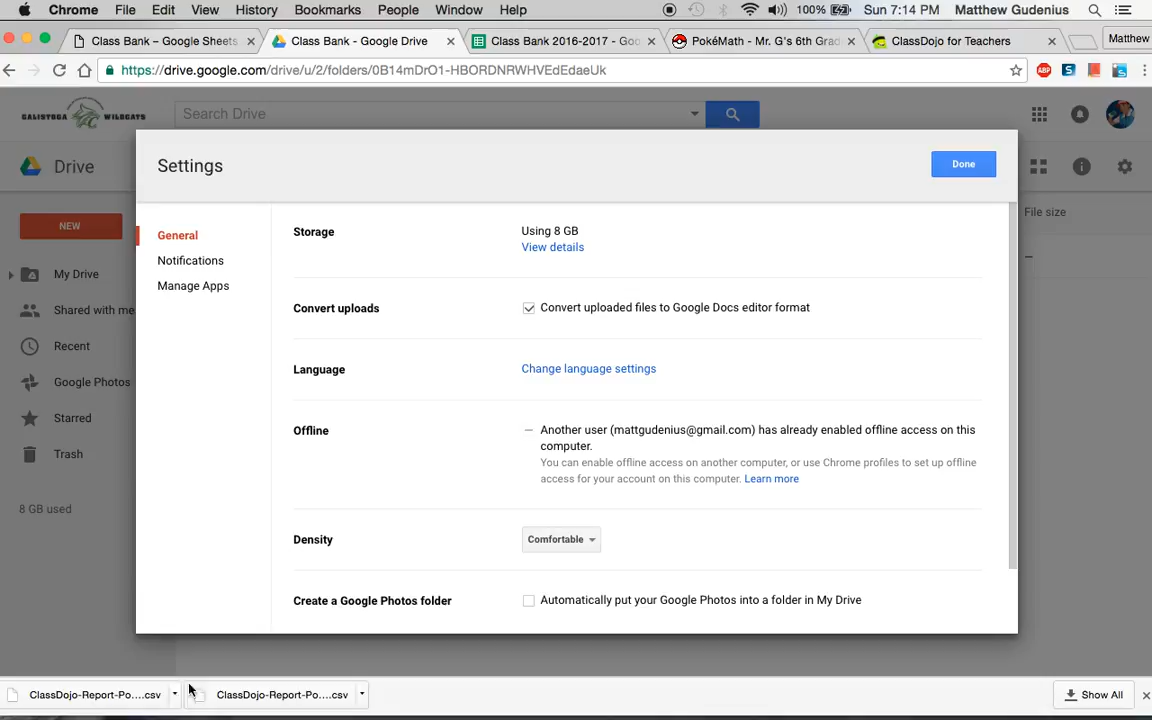 Chrome File Edit View History Bookmarks People Window Help 100% Sun 7:14 PM Matthew Gudenius
Class Bank – Google Sheets Class Bank - Google Drive Class Bank 2016-2017 - Goo PokéMath - Mr. G's 6th Grad ClassDojo for Teachers Matthew
https://drive.google.com/drive/u/2/folders/0B14mDrO1-HBORDNRWHVEdEdaeUk ABP S
CALISTOGA WILDCATS Search Drive
Drive
Settings Done
NEW
File size
General
Storage Using 8 GB
View details
Notifications
My Drive
Manage Apps
Shared with me
Convert uploads Convert uploaded files to Google Docs editor format
Recent
Language Change language settings
Google Photos
Starred
Offline Another user (mattgudenius@gmail.com) has already enabled offline access on this
computer.
Trash
You can enable offline access on another computer, or use Chrome profiles to set up offline
access for your account on this computer. Learn more
8 GB used
Density Comfortable
Create a Google Photos folder Automatically put your Google Photos into a folder in My Drive
ClassDojo-Report-Po....csv ClassDojo-Report-Po....csv Show All